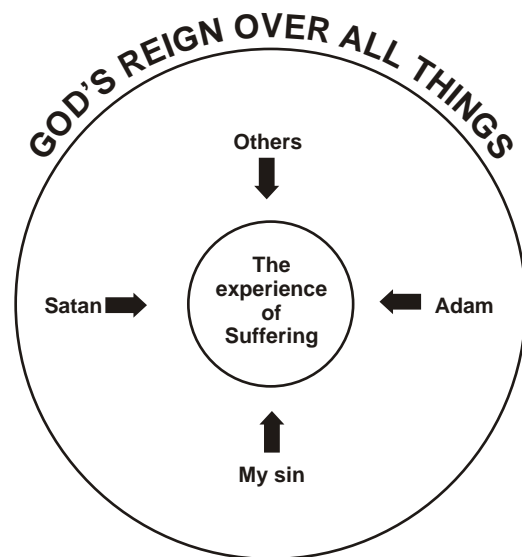 GOD'S REIGN OVER ALL THINGS
Others
The
experience
of
Suffering
Satan
Adam
My sin